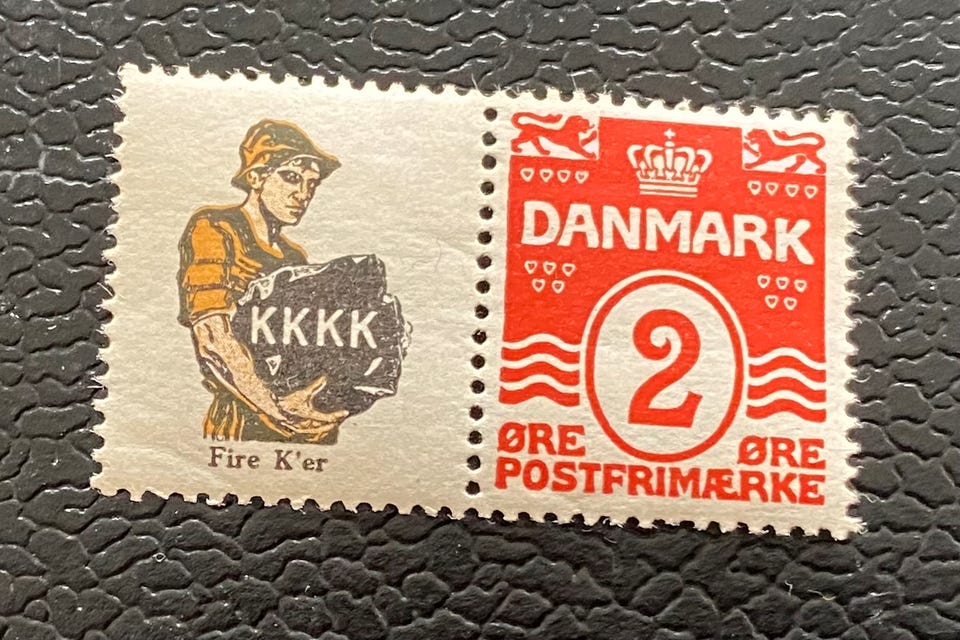 KKKK
Fire K'er
DANMARK
2
ØRE ØRE
POSTFRIMÆRKE